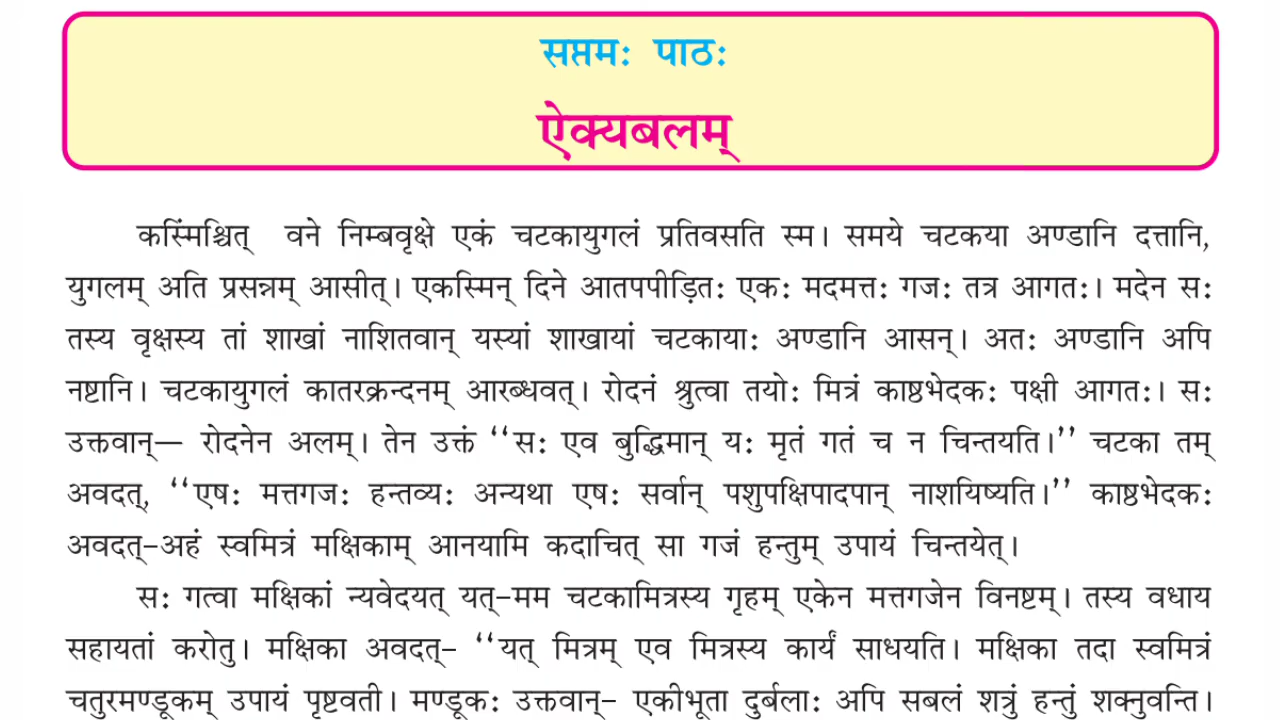 सप्तमः पाठः
ऐक्यबलम्
कस्मिंश्चित् वने निम्बवृक्षे एकं चटकायुगलं प्रतिवसति स्म। समये चटकया अण्डानि दत्तानि,
युगलम् अति प्रसन्नम् आसीत्। एकस्मिन् दिने आतपपीड़ितः एकः मदमत्तः गजः तत्र आगतः। मदेन सः
तस्य वृक्षस्य तां शाखां नाशितवान् यस्यां शाखायां चटकायाः अण्डानि आसन्। अतः अण्डानि अपि
नष्टानि। चटकायुगलं कातरक्रन्दनम् आरब्धवत्। रोदनं श्रुत्वा तयोः मित्रं काष्ठभेदकः पक्षी आगतः। सः
उक्तवान्— रोदनेन अलम्। तेन उक्तं “सः एव बुद्धिमान् यः मृतं गतं च न चिन्तयति।” चटका तम्
अवदत्, “एषः मत्तगजः हन्तव्यः अन्यथा एषः सर्वान् पशुपक्षिपादपान् नाशयिष्यति।” काष्ठभेदकः
अवदत्-अहं स्वमित्रं मक्षिकाम् आनयामि कदाचित् सा गजं हन्तुम् उपायं चिन्तयेत्।
सः गत्वा मक्षिकां न्यवेदयत् यत्-मम चटकामित्रस्य गृहम् एकेन मत्तगजेन विनष्टम्। तस्य वधाय
सहायतां करोतु। मक्षिका अवदत्- “यत् मित्रम् एव मित्रस्य कार्यं साधयति। मक्षिका तदा स्वमित्रं
चतुरमण्डूकम् उपायं पृष्टवती। मण्डूकः उक्तवान्- एकीभूता दुर्बलाः अपि सबलं शत्रुं हन्तुं शक्नुवन्ति।